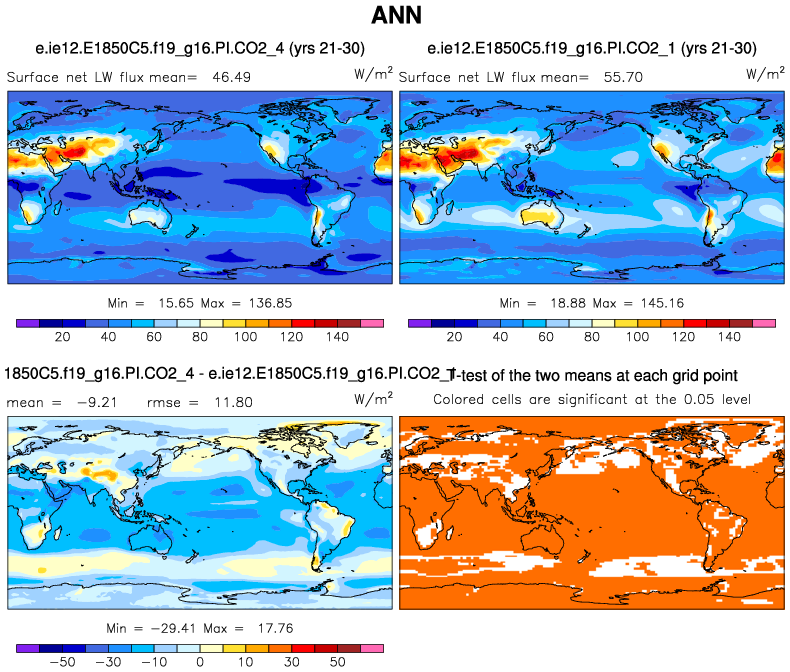 ANN
e.ie12.E1850C5.f19_g16.PI.CO2_4 (yrs 21-30)
Surface net LW flux mean= 46.49 W/m²
Min = 15.65 Max = 136.85
20 40 60 80 100 120 140
e.ie12.E1850C5.f19_g16.PI.CO2_1 (yrs 21-30)
Surface net LW flux mean= 55.70 W/m²
Min = 18.88 Max = 145.16
20 40 60 80 100 120 140
1850C5.f19_g16.PI.CO2_4 - e.ie12.E1850C5.f19_g16.PI.CO2_
mean = -9.21 rmse = 11.80 W/m²
Min = -29.41 Max = 17.76
-50 -30 -10 0 10 30 50
T-test of the two means at each grid point
Colored cells are significant at the 0.05 level